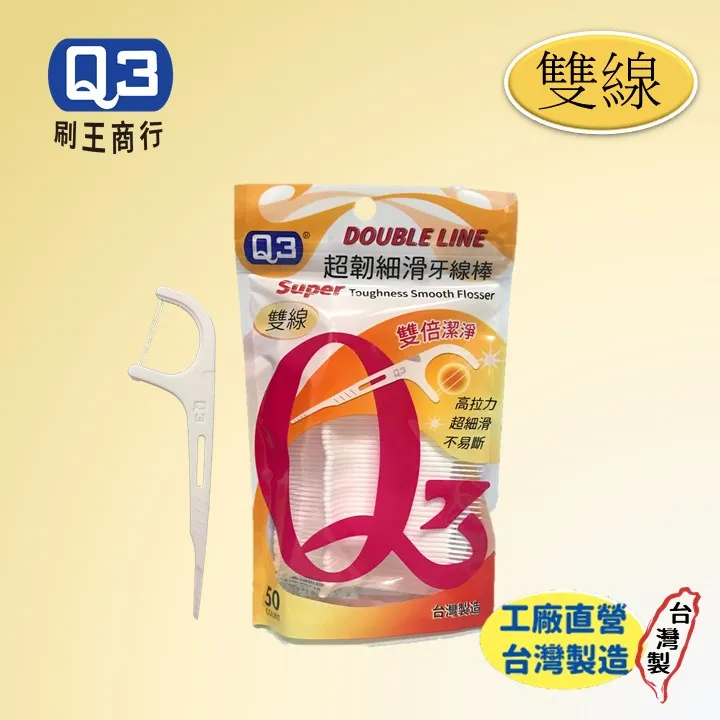 Q3
刷王商行
雙線
Q3®
DOUBLE LINE
超韌細滑牙線棒
Super Toughness Smooth Flosser
雙線
雙倍潔淨
Q3
高拉力
超細滑
不易斷
Q3
Q3
50
台灣製造
工廠直營
台灣製造
台灣製